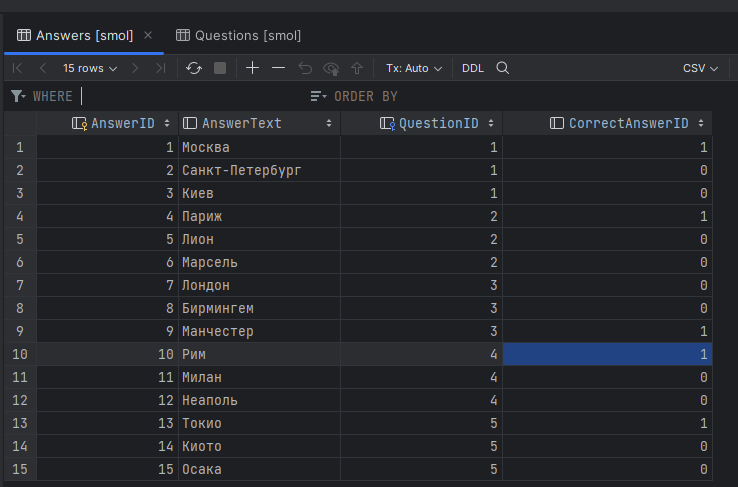 Answers [smol] × Questions [smol]
15 rows Tx: Auto DDL CSV
WHERE ORDER BY
AnswerID AnswerText QuestionID CorrectAnswerID
1 1 Москва 1 1
2 2 Санкт-Петербург 1 0
3 3 Киев 1 0
4 4 Париж 2 1
5 5 Лион 2 0
6 6 Марсель 2 0
7 7 Лондон 3 0
8 8 Бирмингем 3 0
9 9 Манчестер 3 1
10 10 Рим 4 1
11 11 Милан 4 0
12 12 Неаполь 4 0
13 13 Токио 5 1
14 14 Киото 5 0
15 15 Осака 5 0